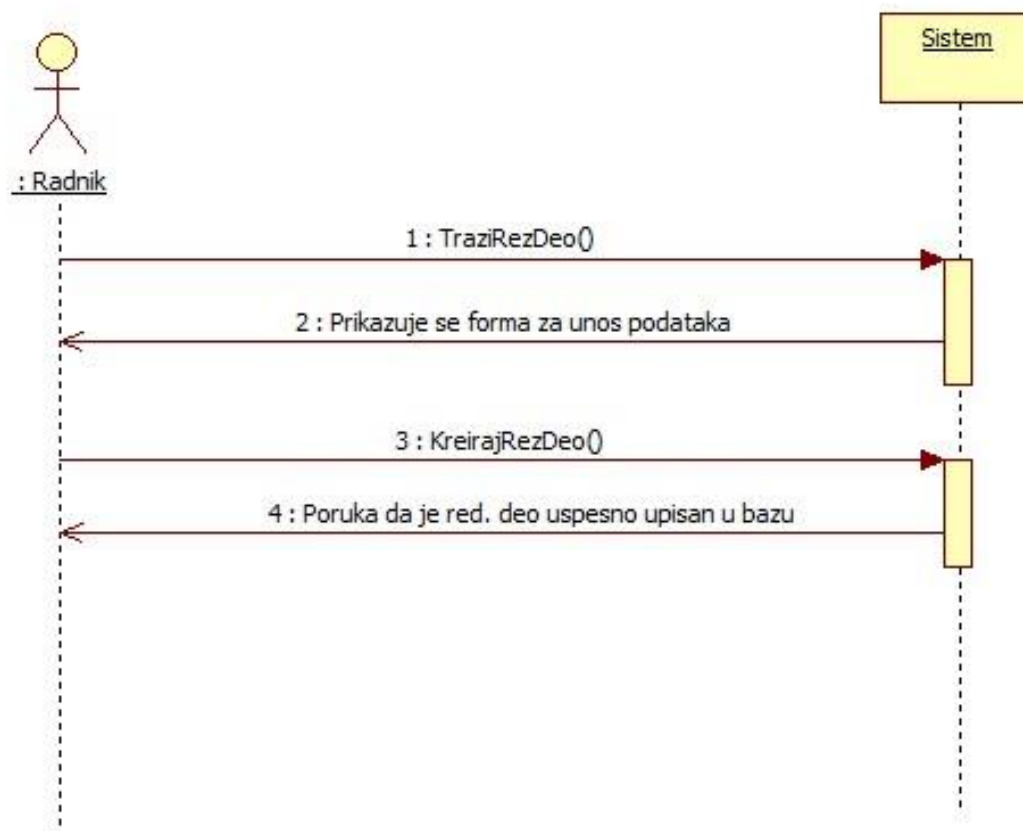 Sistem
: Radnik
1 : TraziRezDeo()
2 : Prikazuje se forma za unos podataka
3 : KreirajRezDeo()
4 : Poruka da je red. deo uspesno upisan u bazu